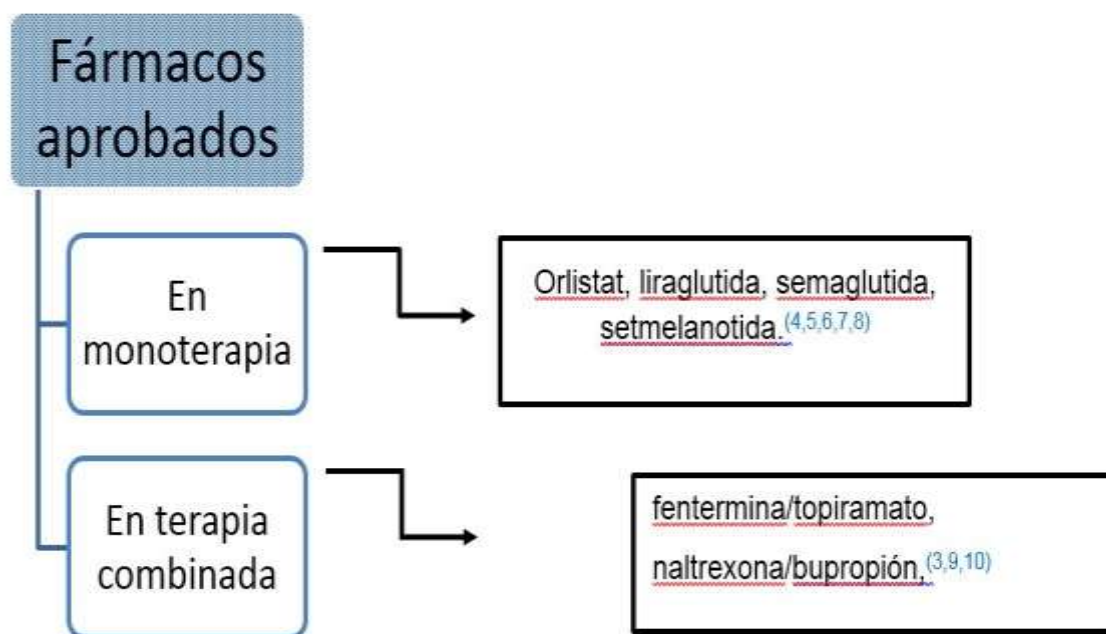 Fármacos
aprobados
En
monoterapia
Orlistat, liraglutida, semaglutida,
setmelanotida.(4,5,6,7,8)
En terapia
combinada
fentermina/topiramato,
naltrexona/bupropión,(3,9,10)